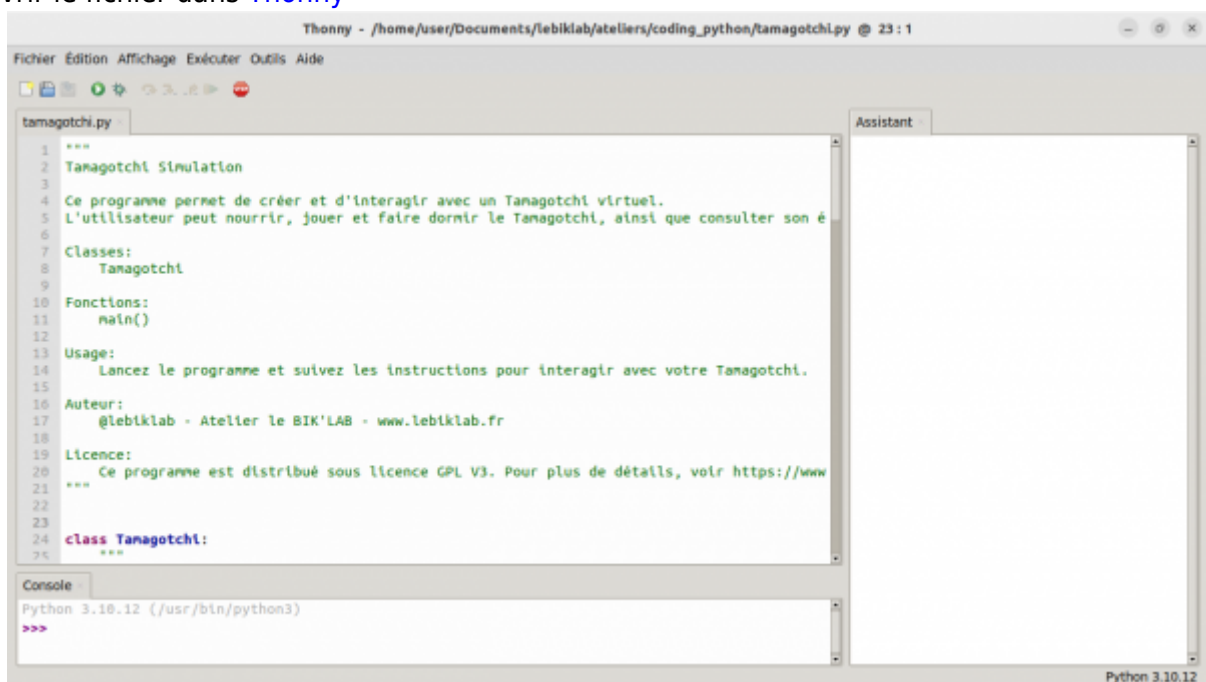 le fichier dans Thonny
Thonny - /home/user/Documents/lebiklab/ateliers/coding_python/tamagotchi.py @ 23 : 1
Fichier Édition Affichage Exécuter Outils Aide
tamagotchi.py
Assistant
1 """
2 Tamagotchi Simulation
3
4 Ce programme permet de créer et d'interagir avec un Tamagotchi virtuel.
5 L'utilisateur peut nourrir, jouer et faire dormir le Tamagotchi, ainsi que consulter son é
6
7 Classes:
8 Tamagotchi
9
10 Fonctions:
11 main()
12
13 Usage:
14 Lancez le programme et suivez les instructions pour interagir avec votre Tamagotchi.
15
16 Auteur:
17 @lebiklab - Atelier le BIK'LAB - www.lebiklab.fr
18
19 Licence:
20 Ce programme est distribué sous licence GPL V3. Pour plus de détails, voir https://www
21 """
22
23
24 class Tamagotchi:
25 """
Console
Python 3.10.12 (/usr/bin/python3)
>>>
Python 3.10.12